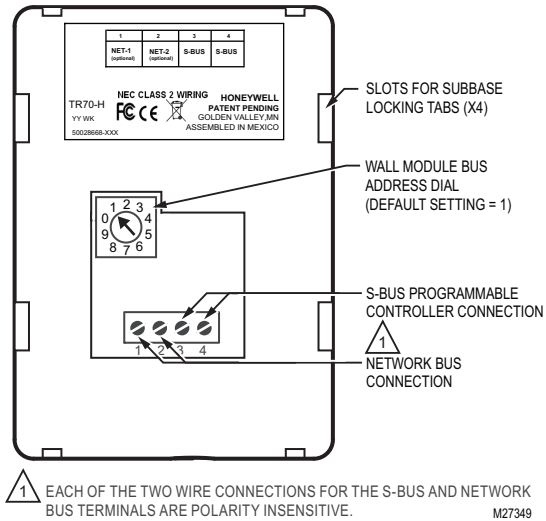 1 2 3 4
NET-1 NET-2 S-BUS S-BUS
(optional) (optional)
NEC CLASS 2 WIRING
TR70-H
YY WK
50028668-XXX
FC CE
HONEYWELL
PATENT PENDING
GOLDEN VALLEY,MN
ASSEMBLED IN MEXICO
SLOTS FOR SUBBASE
LOCKING TABS (X4)
WALL MODULE BUS
ADDRESS DIAL
(DEFAULT SETTING = 1)
0 1 2 3 4 5 6 7 8 9
S-BUS PROGRAMMABLE
CONTROLLER CONNECTION
1
NETWORK BUS
CONNECTION
1 2 3 4
1 EACH OF THE TWO WIRE CONNECTIONS FOR THE S-BUS AND NETWORK
BUS TERMINALS ARE POLARITY INSENSITIVE.
M27349